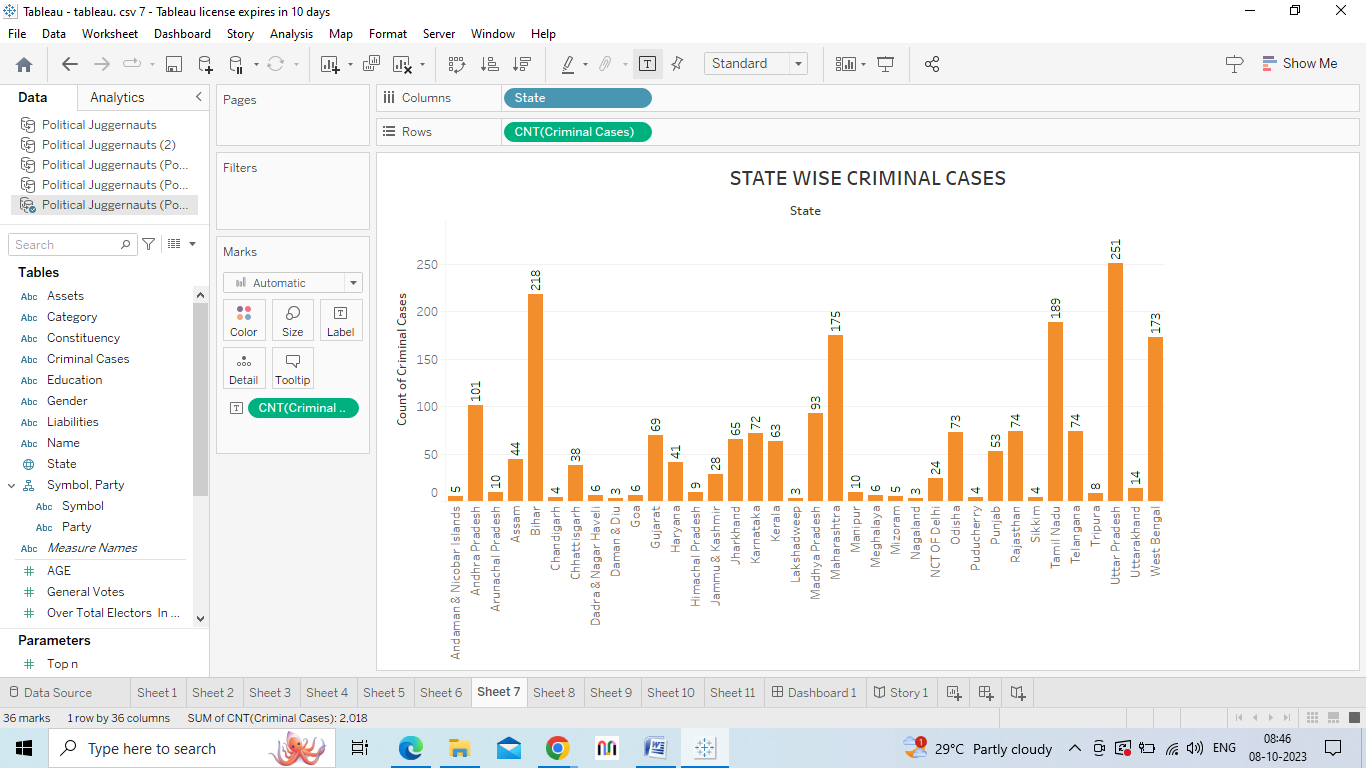 Tableau - tableau. csv 7 - Tableau license expires in 10 days
File Data Worksheet Dashboard Story Analysis Map Format Server Window Help
Standard
Show Me
Data Analytics
Political Juggernauts
Political Juggernauts (2)
Political Juggernauts (Po...
Political Juggernauts (Po...
Political Juggernauts (Po...
Search
Tables
Abc Assets
Abc Category
Abc Constituency
Abc Criminal Cases
Abc Education
Abc Gender
Abc Liabilities
Abc Name
State
Symbol, Party
Abc Symbol
Abc Party
Abc Measure Names
# AGE
# General Votes
# Over Total Electors In ...
Parameters
# Top n
Pages
Filters
Marks
Automatic
Color Size Label
Detail Tooltip
CNT(Criminal ..
Columns State
Rows CNT(Criminal Cases)
STATE WISE CRIMINAL CASES
State
Count of Criminal Cases
250
200
150
100
50
0
5 101 10 44 218 4 38 6 3 6 69 41 9 28 65 72 63 3 93 175 10 6 5 3 24 73 4 53 74 4 189 74 8 251 14 173
Andaman & Nicobar Islands
Andhra Pradesh
Arunachal Pradesh
Assam
Bihar
Chandigarh
Chhattisgarh
Dadra & Nagar Haveli
Daman & Diu
Goa
Gujarat
Haryana
Himachal Pradesh
Jammu & Kashmir
Jharkhand
Karnataka
Kerala
Lakshadweep
Madhya Pradesh
Maharashtra
Manipur
Meghalaya
Mizoram
Nagaland
NCT OF Delhi
Odisha
Puducherry
Punjab
Rajasthan
Sikkim
Tamil Nadu
Telangana
Tripura
Uttar Pradesh
Uttarakhand
West Bengal
Data Source Sheet 1 Sheet 2 Sheet 3 Sheet 4 Sheet 5 Sheet 6 Sheet 7 Sheet 8 Sheet 9 Sheet 10 Sheet 11 Dashboard 1 Story 1
36 marks 1 row by 36 columns SUM of CNT(Criminal Cases): 2,018
Type here to search
1 29°C Partly cloudy ENG 08:46
08-10-2023